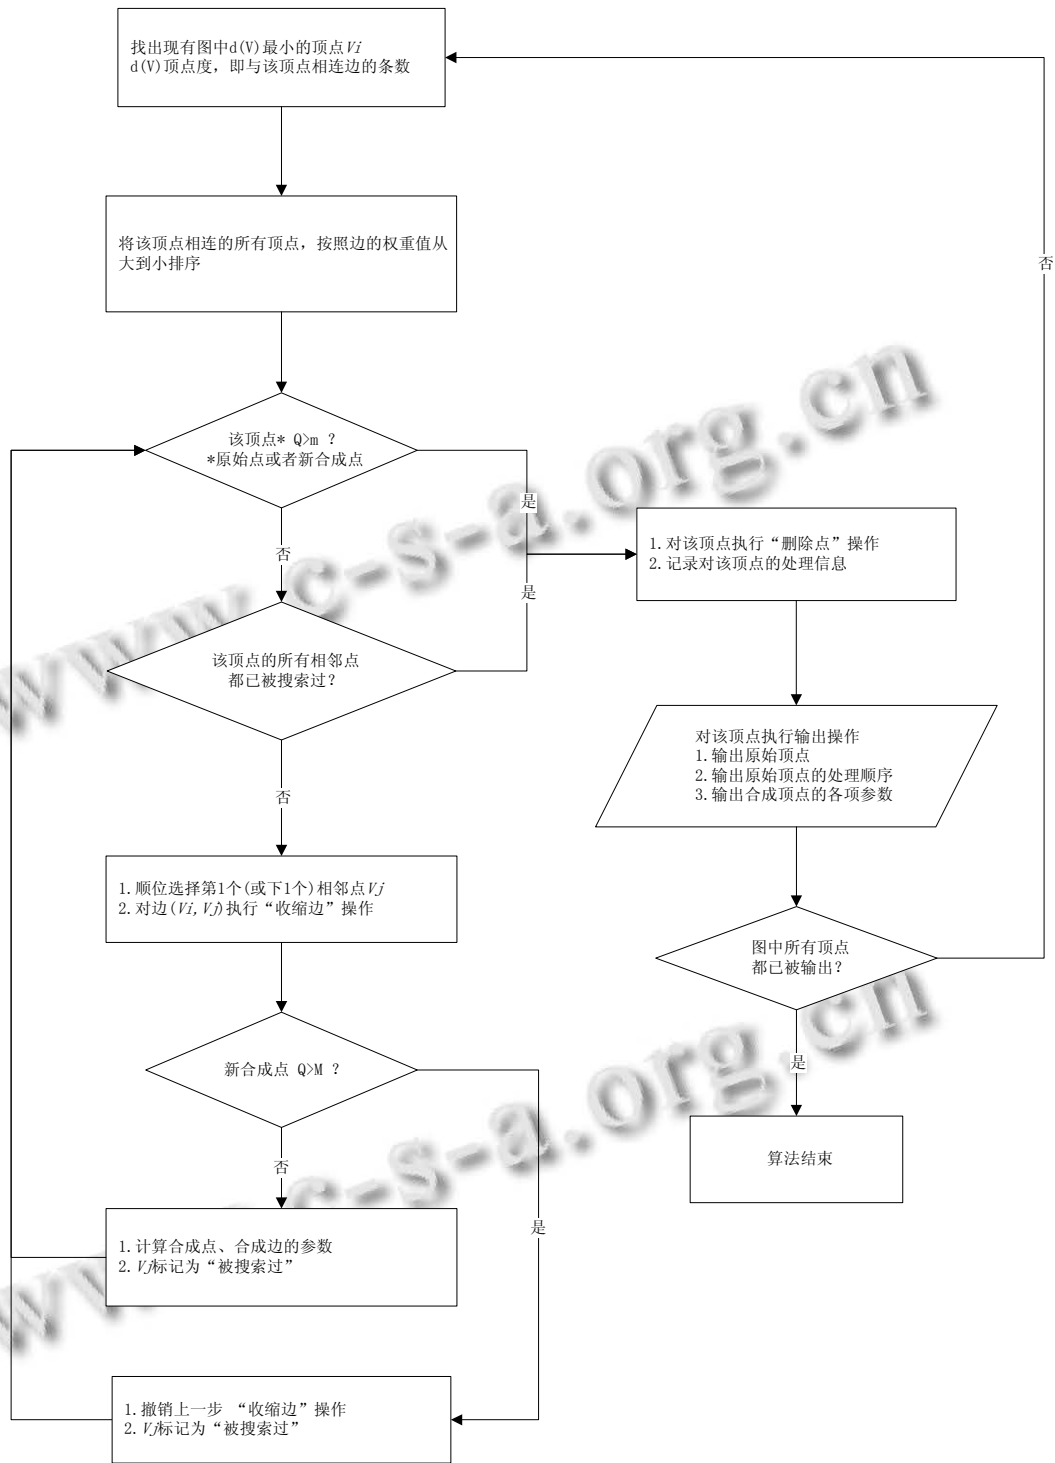 找出现有图中d(V)最小的顶点Vi
d(V)顶点度，即与该顶点相连边的条数
将该顶点相连的所有顶点，按照边的权重值从
大到小排序
否
该顶点* Q>m ？
*原始点或者新合成点
是
否
是
1.对该顶点执行“删除点”操作
2.记录对该顶点的处理信息
该顶点的所有相邻点
都已被搜索过？
对该顶点执行输出操作
1.输出原始顶点
2.输出原始顶点的处理顺序
3.输出合成顶点的各项参数
否
1.顺位选择第1个(或下1个)相邻点Vj
2.对边(Vi,Vj)执行“收缩边”操作
图中所有顶点
都已被输出？
新合成点 Q>M ？
是
否
算法结束
是
1.计算合成点、合成边的参数
2.Vj标记为“被搜索过”
1.撤销上一步 “收缩边”操作
2.Vj标记为“被搜索过”
www.c-s-a.org.cn
www.c-s-a.org.cn